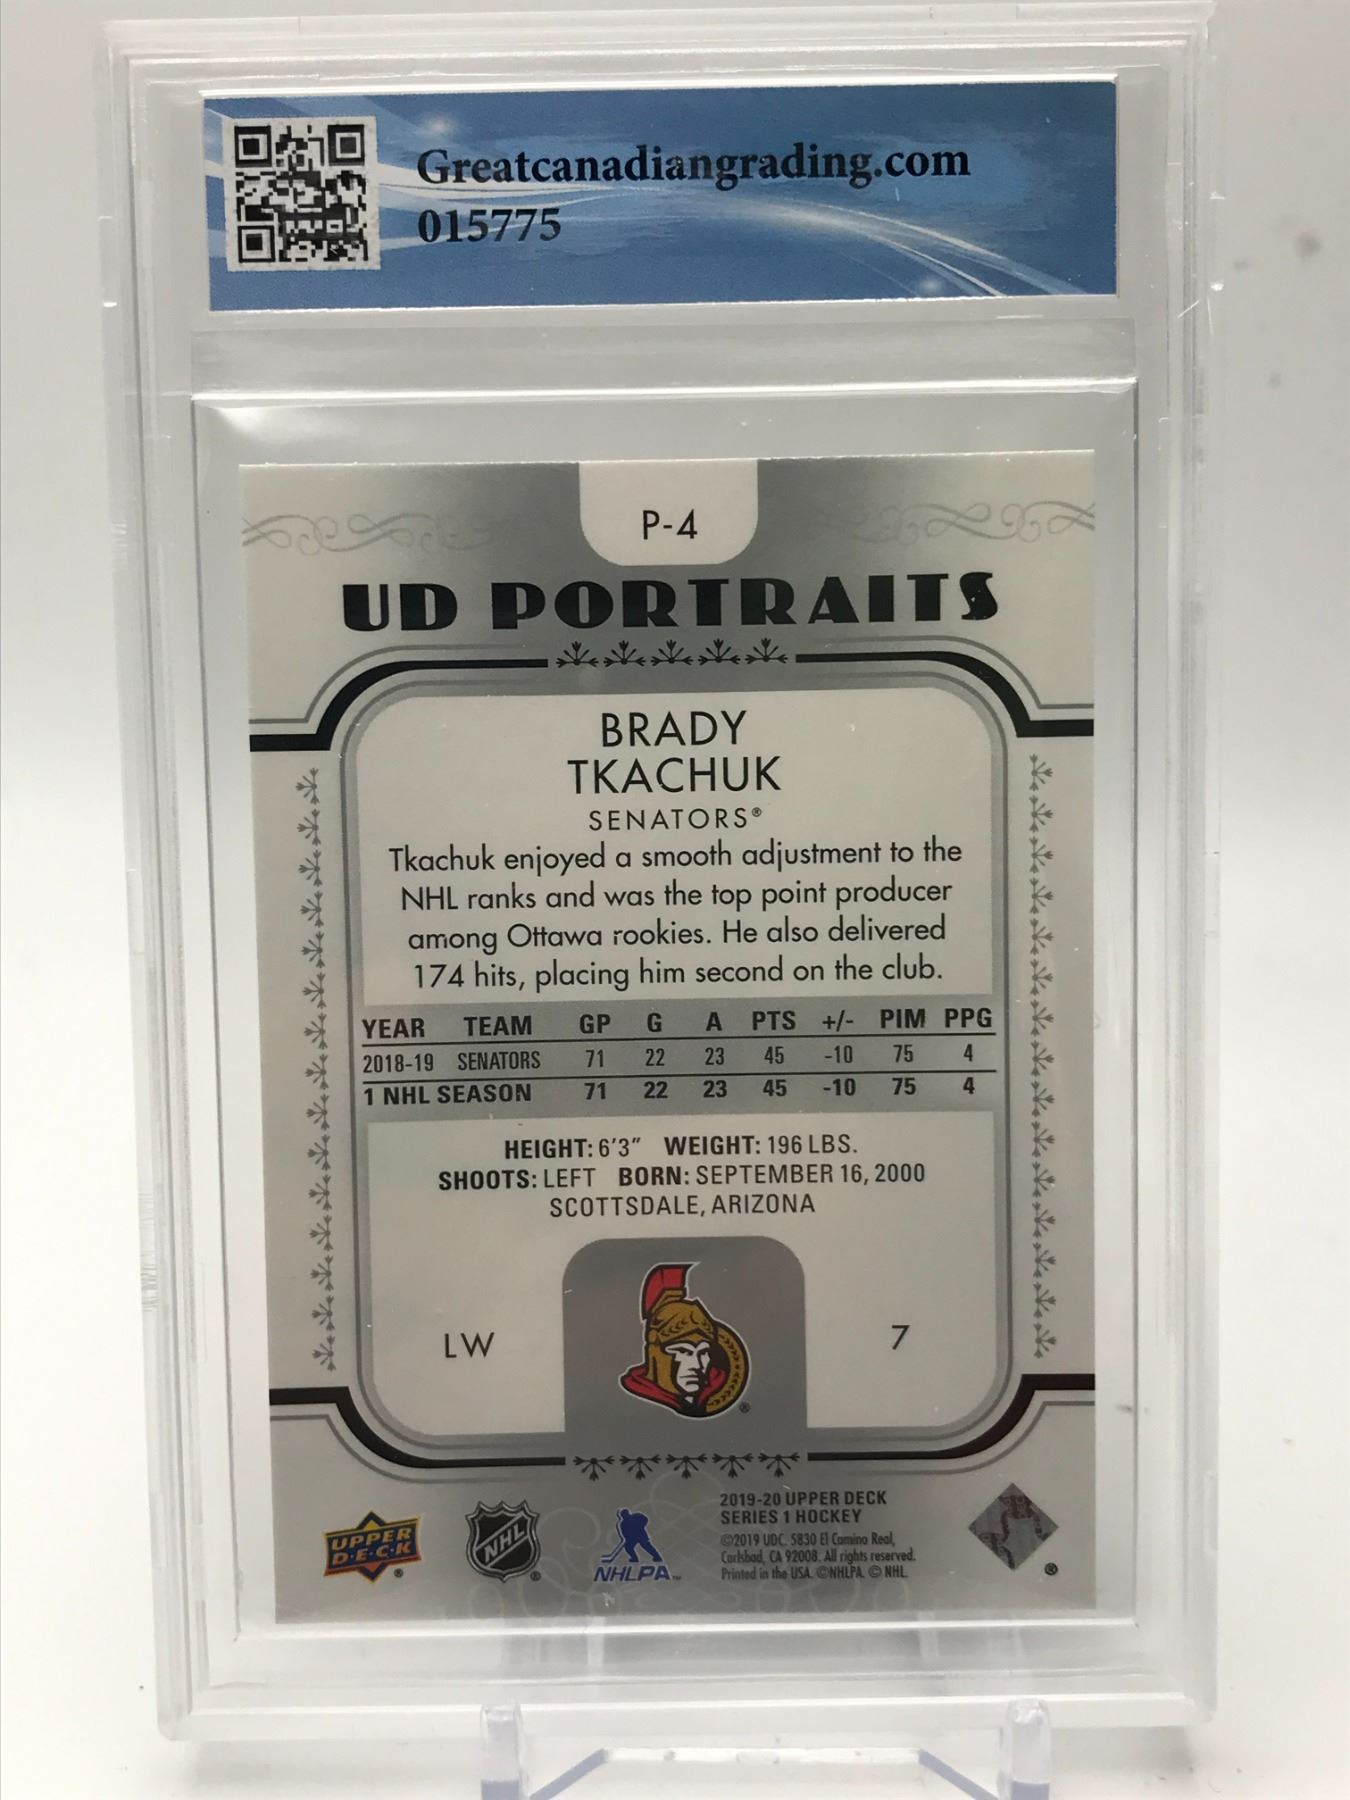 Greatcanadiangrading.com
015775
P-4
UD PORTRAITS
BRADY
TKACHUK
SENATORS®
Tkachuk enjoyed a smooth adjustment to the
NHL ranks and was the top point producer
among Ottawa rookies. He also delivered
174 hits, placing him second on the club.
YEAR TEAM GP G A PTS +/- PIM PPG
2018-19 SENATORS 71 22 23 45 -10 75 4
1 NHL SEASON 71 22 23 45 -10 75 4
HEIGHT: 6'3" WEIGHT: 196 LBS.
SHOOTS: LEFT BORN: SEPTEMBER 16, 2000
SCOTTSDALE, ARIZONA
LW
7
®
UPPER
D·E·C·K
®
NHL
®
NHLPA™
2019-20 UPPER DECK
SERIES 1 HOCKEY
©2019 UDC. 5830 El Camino Real,
Carlsbad, CA 92008. All rights reserved.
Printed in the USA. ©NHLPA. © NHL.
®